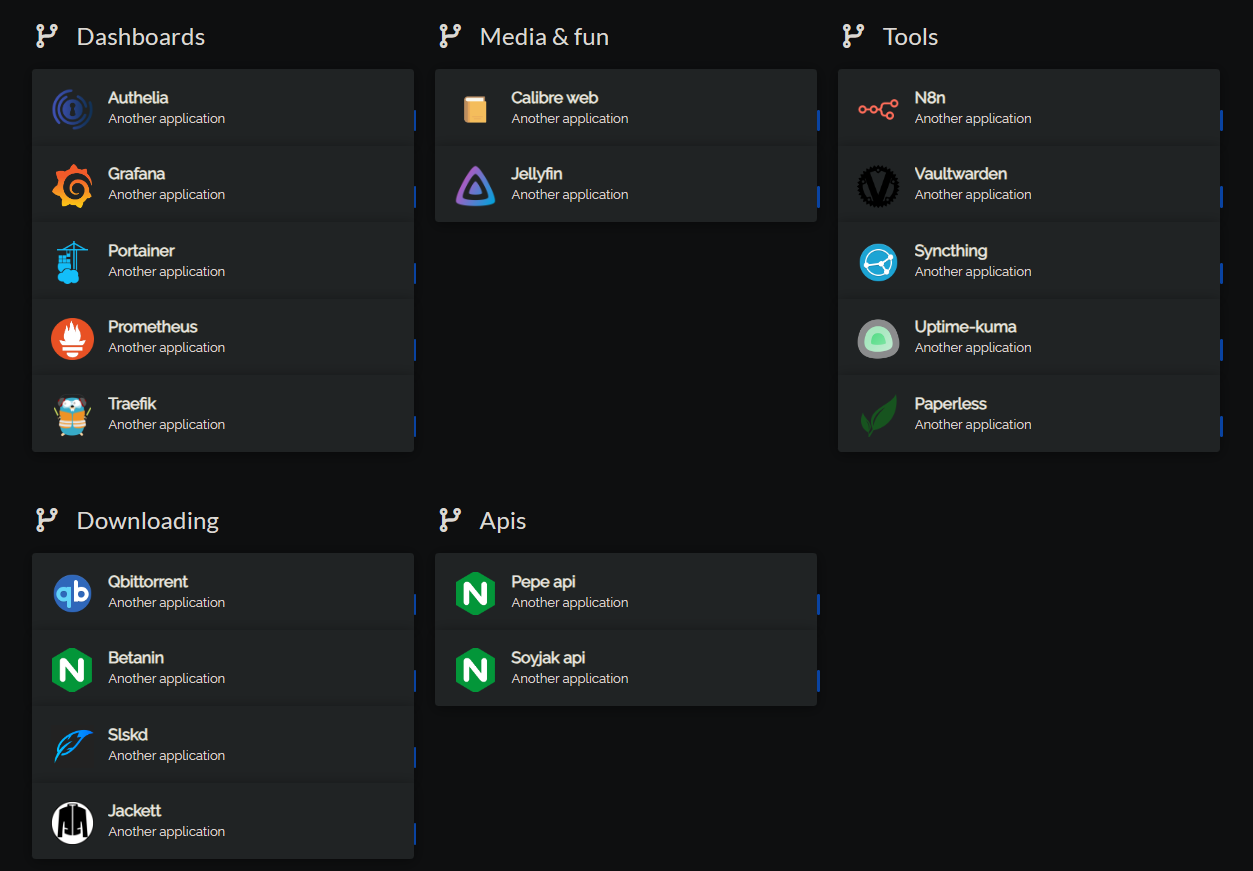 Dashboards
Authelia
Another application
Grafana
Another application
Portainer
Another application
Prometheus
Another application
Traefik
Another application
Media & fun
Calibre web
Another application
Jellyfin
Another application
Tools
N8n
Another application
Vaultwarden
Another application
Syncthing
Another application
Uptime-kuma
Another application
Paperless
Another application
Downloading
qb
Qbittorrent
Another application
N
Betanin
Another application
Slskd
Another application
Jackett
Another application
Apis
N
Pepe api
Another application
N
Soyjak api
Another application